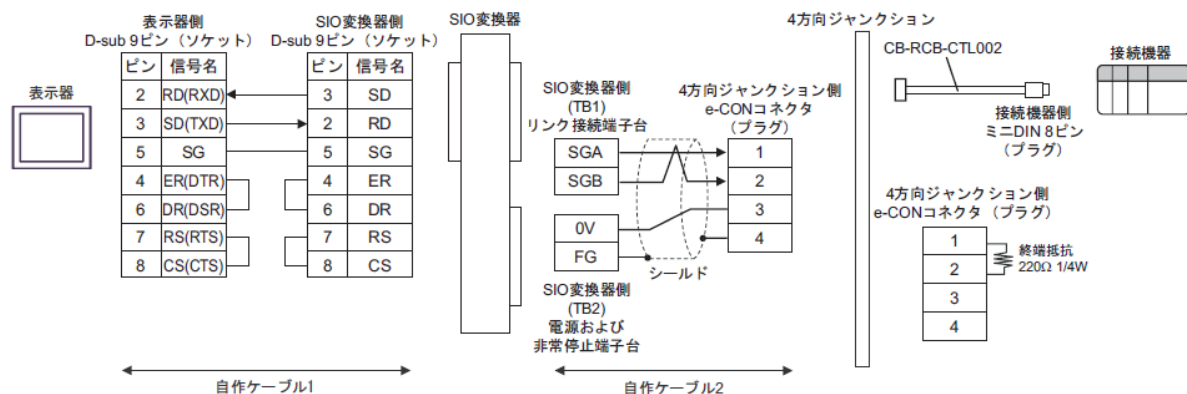 表示器
表示器側
D-sub 9ピン（ソケット）
ピン 信号名
2 RD(RXD)
3 SD(TXD)
5 SG
4 ER(DTR)
6 DR(DSR)
7 RS(RTS)
8 CS(CTS)
SIO変換器側
D-sub 9ピン（ソケット）
ピン 信号名
3 SD
2 RD
5 SG
4 ER
6 DR
7 RS
8 CS
自作ケーブル1
SIO変換器
SIO変換器側
(TB1)
リンク接続端子台
SGA
SGB
0V
FG
SIO変換器側
(TB2)
電源および
非常停止端子台
シールド
4方向ジャンクション側
e-CONコネクタ
（プラグ）
1
2
3
4
自作ケーブル2
4方向ジャンクション
CB-RCB-CTL002
接続機器側
ミニDIN 8ピン
（プラグ）
接続機器
4方向ジャンクション側
e-CONコネクタ（プラグ）
1
2
3
4
終端抵抗
220Ω 1/4W